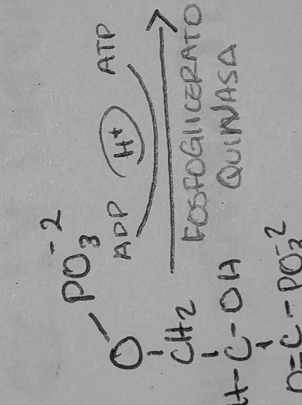 O-PO3 -2
CH2
H-C-OH
O=C-PO3 -2
ADP H+ ATP
FOSFOGLICERATO
QUINASA